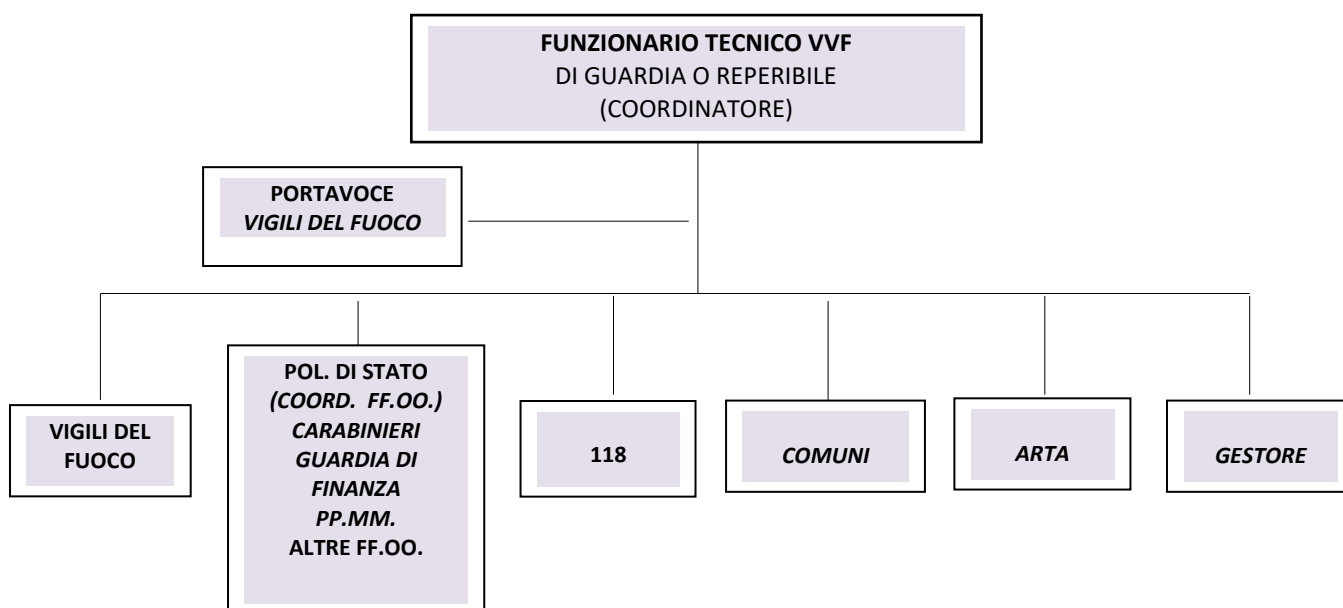 FUNZIONARIO TECNICO VVF
DI GUARDIA O REPERIBILE
(COORDINATORE)
PORTAVOCE
VIGILI DEL FUOCO
VIGILI DEL
FUOCO
POL. DI STATO
(COORD. FF.OO.)
CARABINIERI
GUARDIA DI
FINANZA
PP.MM.
ALTRE FF.OO.
118
COMUNI
ARTA
GESTORE